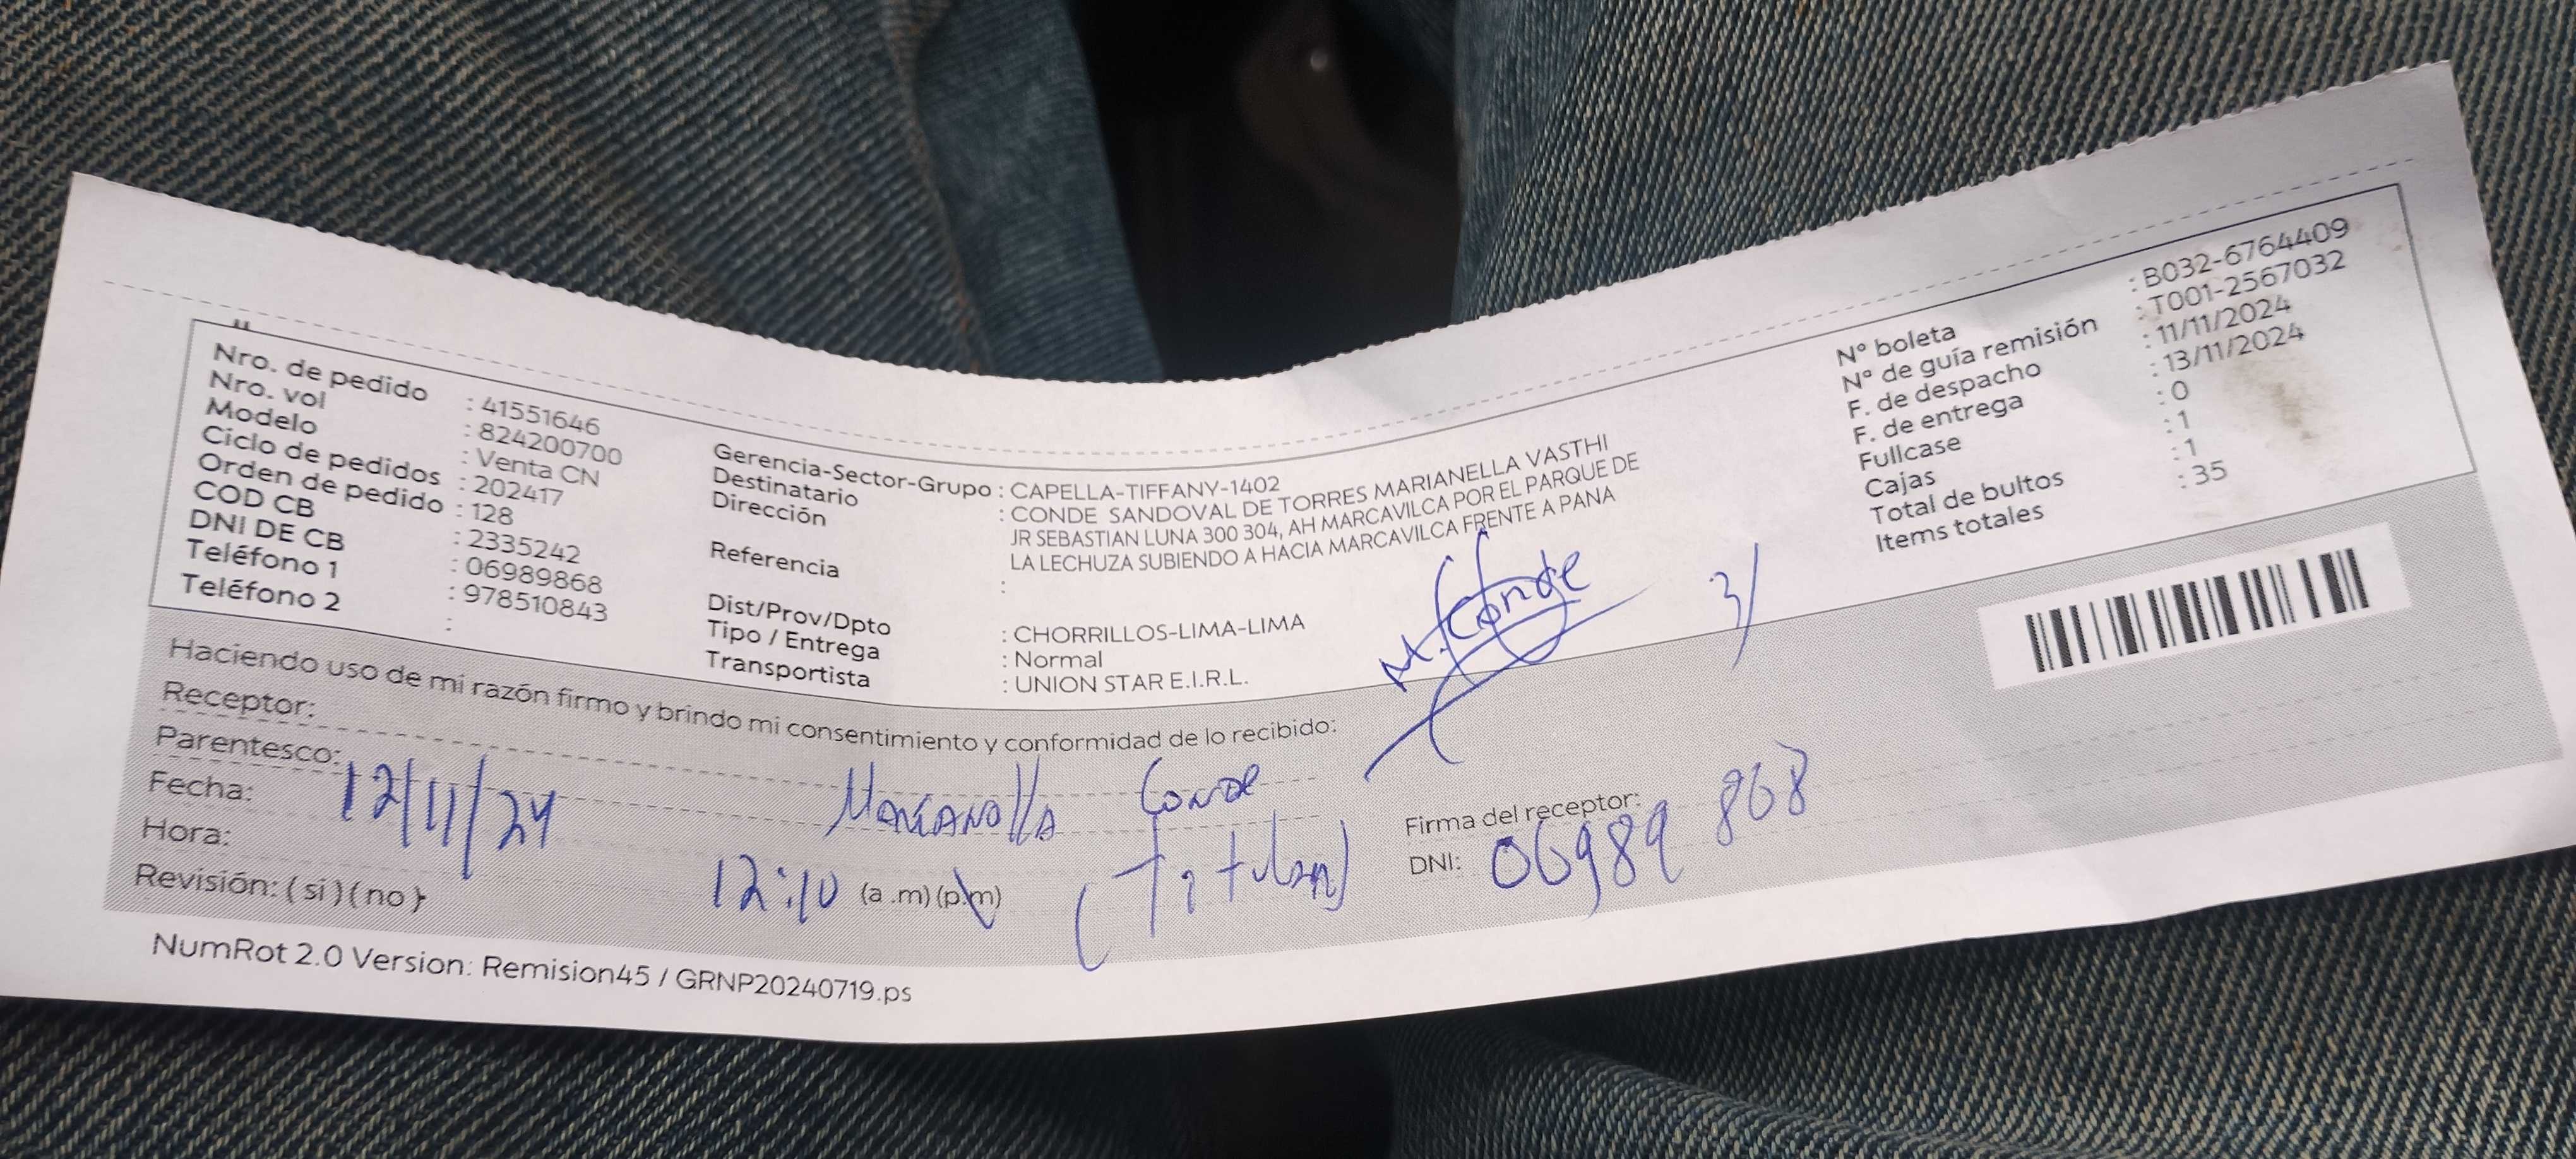 Nro. de pedido : 41551646
Nro. vol : 824200700
Modelo : Venta CN
Ciclo de pedidos : 202417
Orden de pedido : 128
COD CB : 2335242
DNI DE CB : 06989868
Teléfono 1 : 978510843
Teléfono 2 :
Gerencia-Sector-Grupo : CAPELLA-TIFFANY-1402
Destinatario : CONDE SANDOVAL DE TORRES MARIANELLA VASTHI
Dirección JR SEBASTIAN LUNA 300 304, AH MARCAVILCA POR EL PARQUE DE
LA LECHUZA SUBIENDO A HACIA MARCAVILCA FRENTE A PANA
Referencia :
Dist/Prov/Dpto : CHORRILLOS-LIMA-LIMA
Tipo / Entrega : Normal
Transportista : UNION STAR E.I.R.L.
N° boleta : B032-6764409
N° de guía remisión : T001-2567032
F. de despacho : 11/11/2024
F. de entrega : 13/11/2024
Fullcase : 0
Cajas : 1
Total de bultos : 1
Items totales : 35
M. Conde
Haciendo uso de mi razón firmo y brindo mi consentimiento y conformidad de lo recibido:
Receptor:
Parentesco:
Fecha: 12/11/24
Conde
Hora: 12:10 (a .m) (p.m)
(Titular)
Revisión: ( si ) ( no )
Firma del receptor:
DNI: 06989 868
NumRot 2.0 Version: Remision45 / GRNP20240719.ps